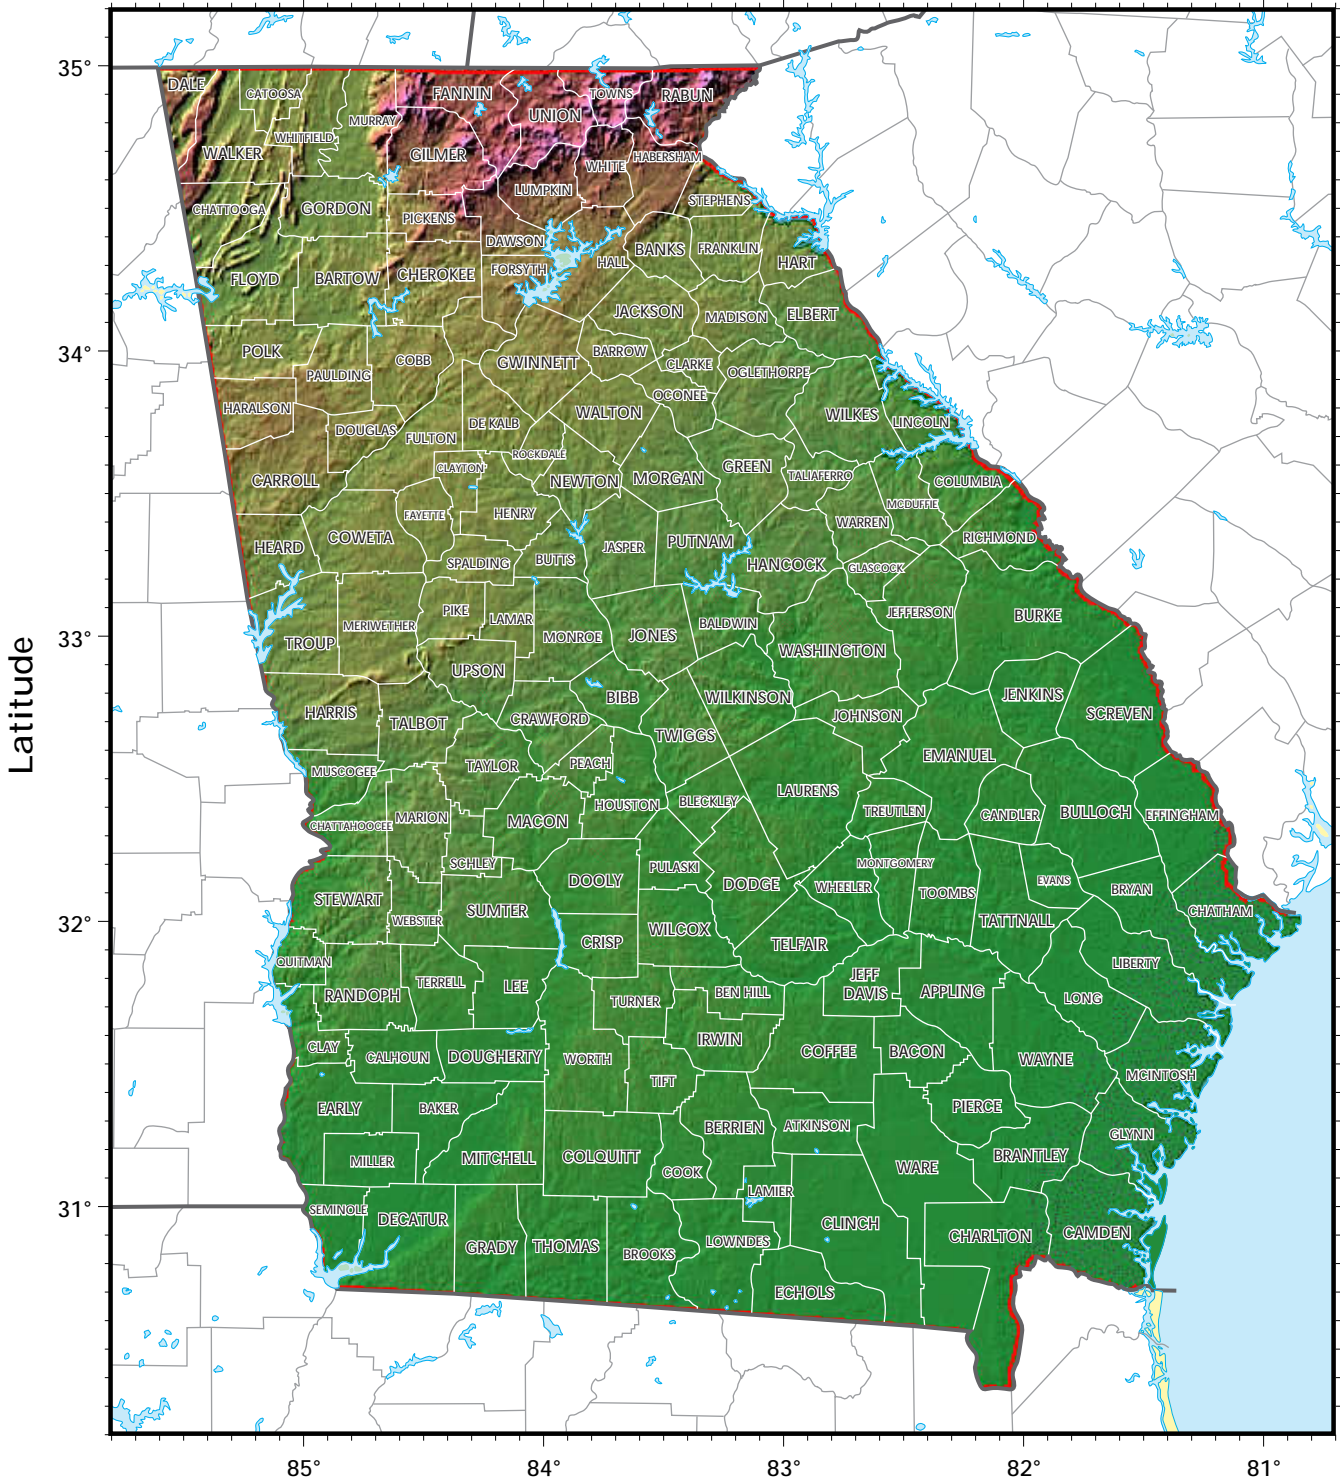 35°
34°
33°
32°
31°
Latitude
85°
84°
83°
82°
81°
DALE
CATOOSA
FANNIN
TOWNS
RABUN
UNION
MURRAY
WHITFIELD
WALKER
GILMER
WHITE
HABERSHAM
LUMPKIN
STEPHENS
CHATTOOGA
GORDON
PICKENS
DAWSON
BANKS
FRANKLIN
HART
HALL
FORSYTH
FLOYD
BARTOW
CHEROKEE
JACKSON
MADISON
ELBERT
POLK
PAULDING
COBB
GWINNETT
BARROW
CLARKE
OGLETHORPE
OCONEE
HARALSON
DOUGLAS
FULTON
DE KALB
WALTON
WILKES
LINCOLN
ROCKDALE
CLAYTON
CARROLL
NEWTON
MORGAN
GREEN
TALIAFERRO
COLUMBIA
MCDUFFIE
FAYETTE
HENRY
WARREN
RICHMOND
HEARD
COWETA
SPALDING
BUTTS
JASPER
PUTNAM
HANCOCK
GLASCOCK
JEFFERSON
BURKE
PIKE
LAMAR
MERIWETHER
TROUP
MONROE
JONES
BALDWIN
WASHINGTON
UPSON
JENKINS
SCREVEN
HARRIS
TALBOT
CRAWFORD
BIBB
WILKINSON
JOHNSON
TWIGGS
EMANUEL
MUSCOGEE
TAYLOR
PEACH
LAURENS
HOUSTON
BLECKLEY
TREUTLEN
CANDLER
BULLOCH
EFFINGHAM
CHATTAHOOCEE
MARION
MACON
SCHLEY
DOOLY
PULASKI
DODGE
WHEELER
MONTGOMERY
TOOMBS
EVANS
BRYAN
STEWART
WEBSTER
SUMTER
TATTNALL
CHATHAM
CRISP
WILCOX
TELFAIR
QUITMAN
LIBERTY
RANDOPH
TERRELL
LEE
TURNER
BEN HILL
JEFF
DAVIS
APPLING
LONG
CLAY
CALHOUN
DOUGHERTY
WORTH
IRWIN
COFFEE
BACON
WAYNE
TIFT
MCINTOSH
EARLY
BAKER
BERRIEN
ATKINSON
PIERCE
GLYNN
MILLER
MITCHELL
COLQUITT
COOK
WARE
BRANTLEY
LAMIER
SEMINOLE
DECATUR
CLINCH
CHARLTON
CAMDEN
GRADY
THOMAS
BROOKS
LOWNDES
ECHOLS